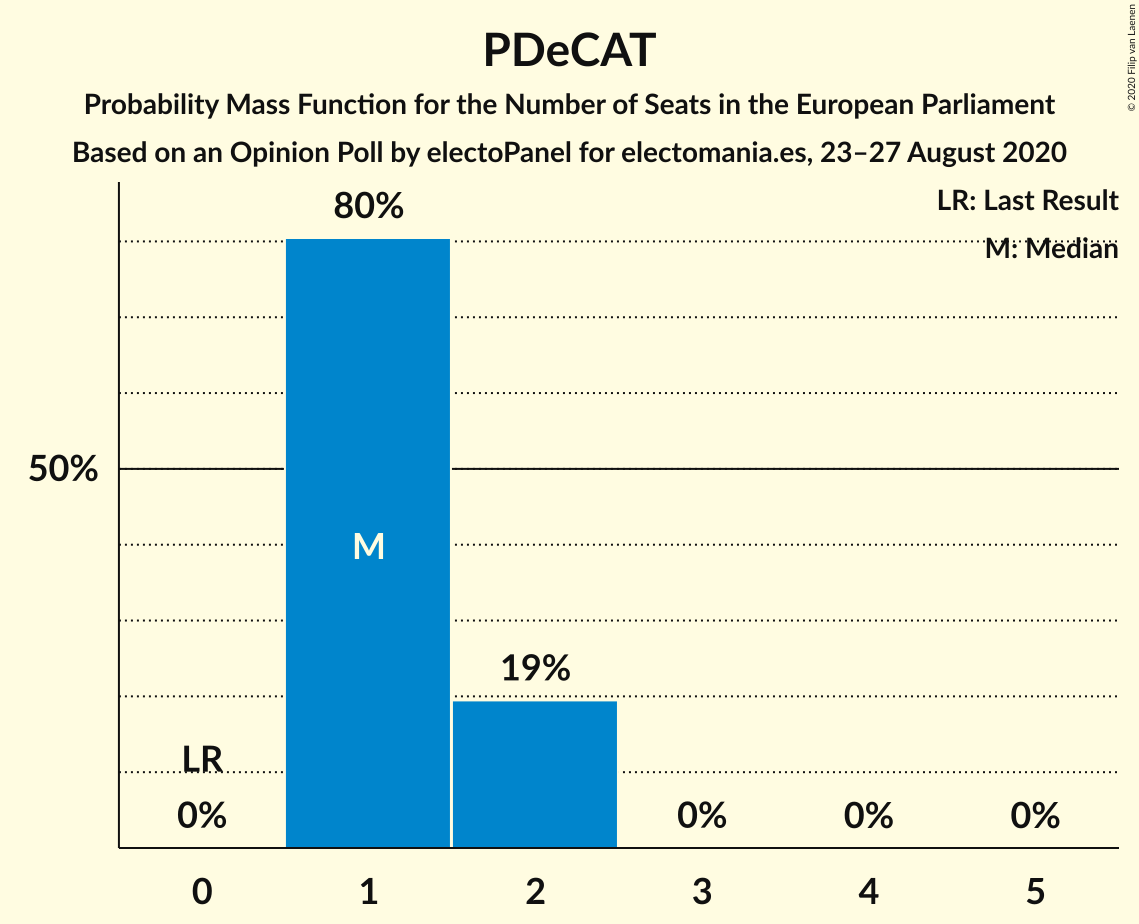 PDeCAT
Probability Mass Function for the Number of Seats in the European Parliament
Based on an Opinion Poll by electoPanel for electomania.es, 23–27 August 2020
© 2020 Filip van Laenen
LR: Last Result
M: Median
80%
50%
M
19%
LR
0%
0%
0%
0%
0
1
2
3
4
5